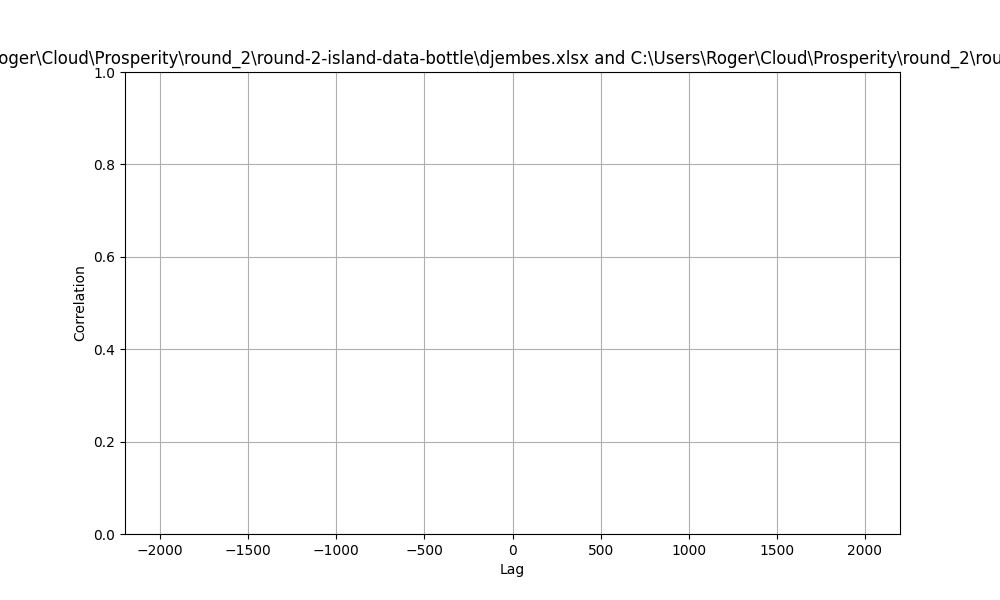 oger\Cloud\Prosperity\round_2\round-2-island-data-bottle\djembes.xlsx and C:\Users\Roger\Cloud\Prosperity\round_2\rou
1.0
0.8
0.6
0.4
0.2
0.0
Correlation
−2000 −1500 −1000 −500 0 500 1000 1500 2000
Lag